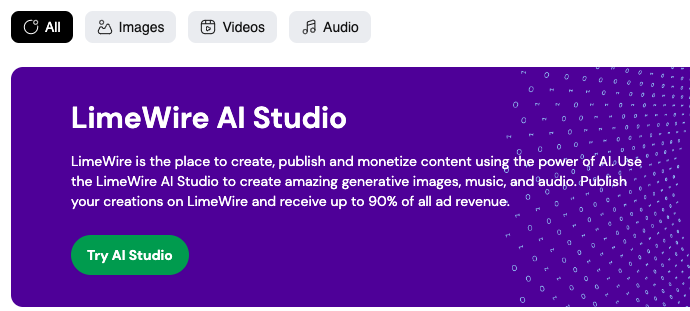 All Images Videos Audio
LimeWire AI Studio
LimeWire is the place to create, publish and monetize content using the power of AI. Use
the LimeWire AI Studio to create amazing generative images, music, and audio. Publish
your creations on LimeWire and receive up to 90% of all ad revenue.
Try AI Studio